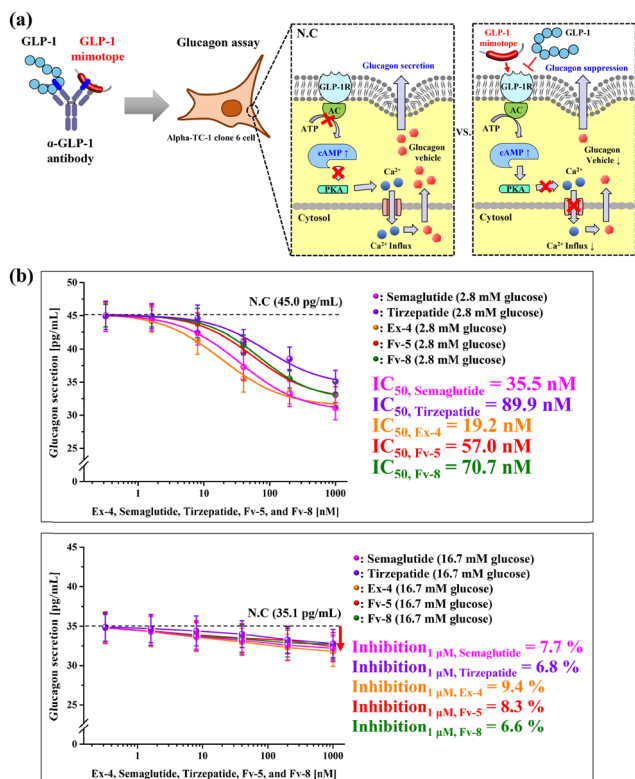 (a)
GLP-1
GLP-1
mimotope
α-GLP-1
antibody
Glucagon assay
Alpha-TC-1 clone 6 cell
N.C
Glucagon secretion
GLP-1R
AC
ATP
cAMP ↑
PKA
Ca²⁺
Glucagon
vehicle
Cytosol
Ca²⁺ Influx
VS.
GLP-1
mimotope
GLP-1
Glucagon suppression
GLP-1R
AC
ATP
cAMP ↑
PKA
Ca²⁺
Glucagon
Vehicle ↓
Cytosol
Ca²⁺ Influx ↓
(b)
Glucagon secretion [pg/mL]
50
45
40
35
30
25
0
N.C (45.0 pg/mL)
1
10
100
1000
Ex-4, Semaglutide, Tirzepatide, Fv-5, and Fv-8 [nM]
: Semaglutide (2.8 mM glucose)
: Tirzepatide (2.8 mM glucose)
: Ex-4 (2.8 mM glucose)
: Fv-5 (2.8 mM glucose)
: Fv-8 (2.8 mM glucose)
IC50, Semaglutide = 35.5 nM
IC50, Tirzepatide = 89.9 nM
IC50, Ex-4 = 19.2 nM
IC50, Fv-5 = 57.0 nM
IC50, Fv-8 = 70.7 nM
Glucagon secretion [pg/mL]
45
35
33
25
0
N.C (35.1 pg/mL)
1
10
100
1000
Ex-4, Semaglutide, Tirzepatide, Fv-5, and Fv-8 [nM]
: Semaglutide (16.7 mM glucose)
: Tirzepatide (16.7 mM glucose)
: Ex-4 (16.7 mM glucose)
: Fv-5 (16.7 mM glucose)
: Fv-8 (16.7 mM glucose)
Inhibition1 μM, Semaglutide = 7.7 %
Inhibition1 μM, Tirzepatide = 6.8 %
Inhibition1 μM, Ex-4 = 9.4 %
Inhibition1 μM, Fv-5 = 8.3 %
Inhibition1 μM, Fv-8 = 6.6 %